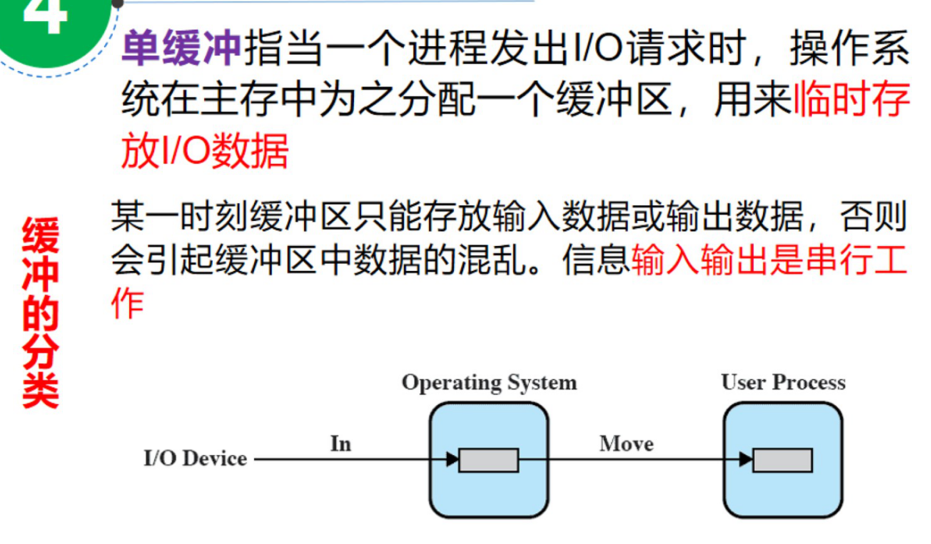 4
单缓冲指当一个进程发出I/O请求时，操作系
统在主存中为之分配一个缓冲区，用来临时存
放I/O数据
缓冲的分类
某一时刻缓冲区只能存放输入数据或输出数据，否则
会引起缓冲区中数据的混乱。信息输入输出是串行工
作
Operating System
User Process
I/O Device
In
Move